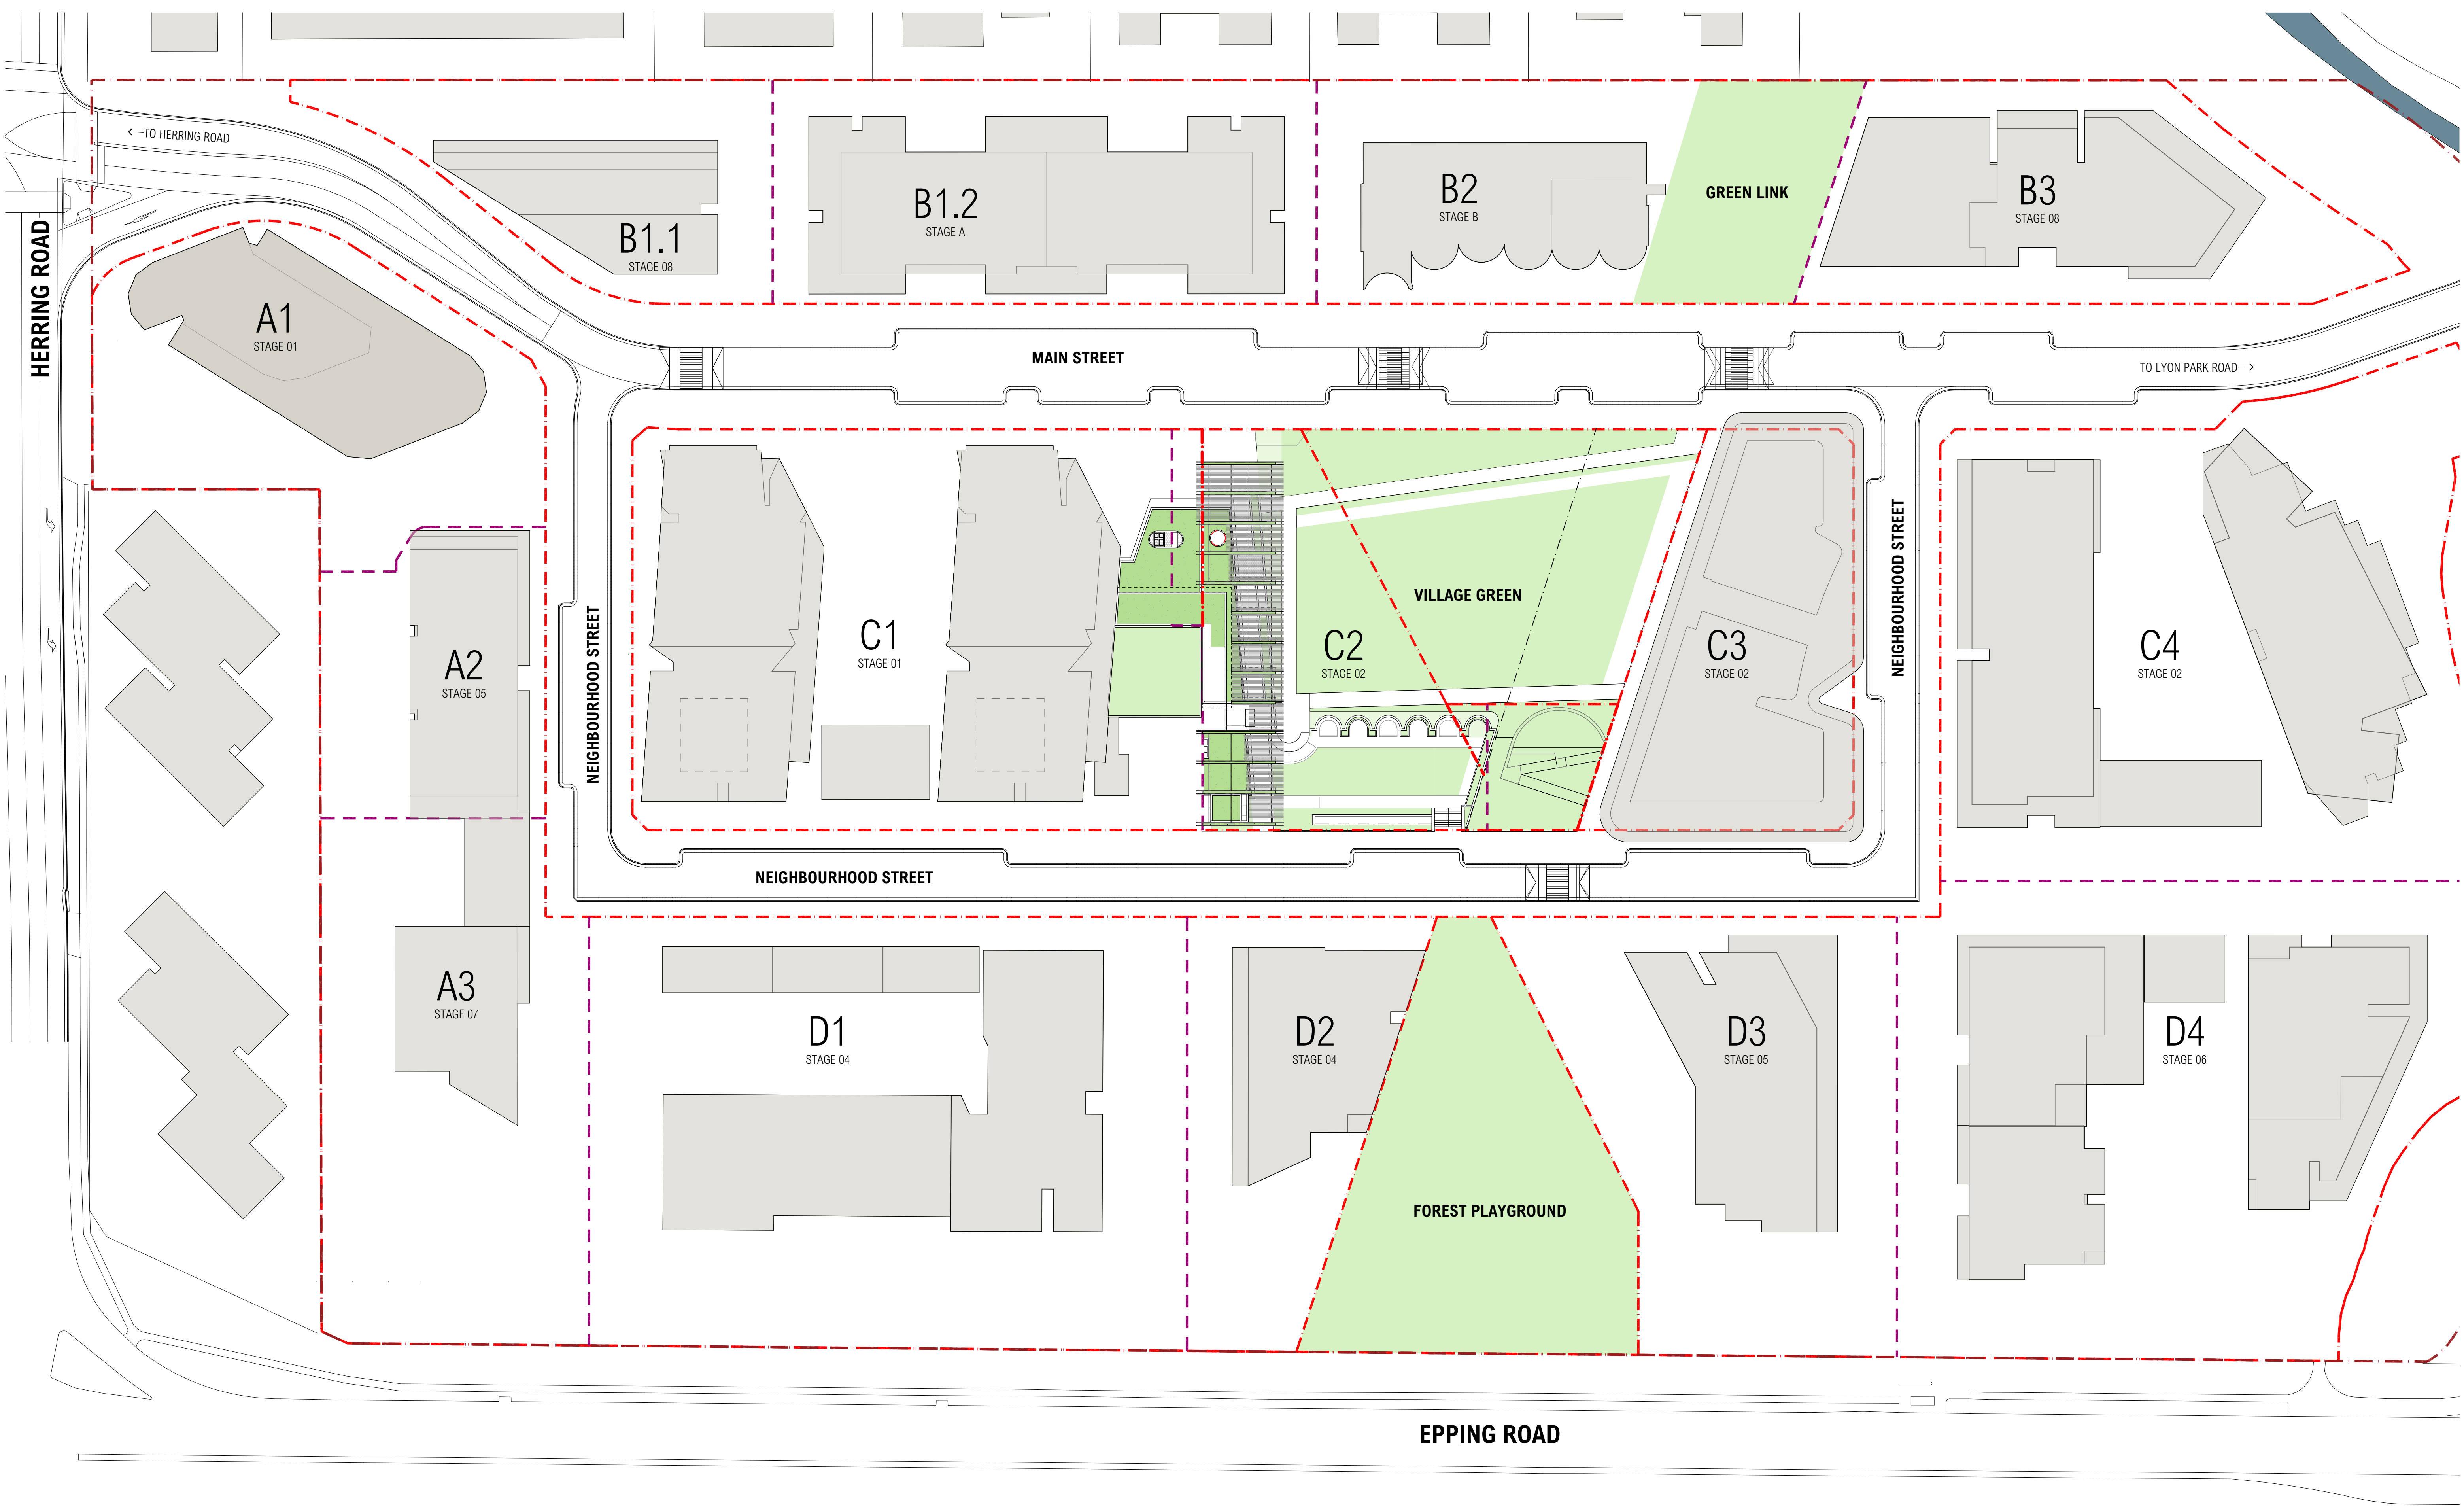 ←TO HERRING ROAD
HERRING ROAD
A1
STAGE 01
B1.1
STAGE 08
B1.2
STAGE A
B2
STAGE B
GREEN LINK
B3
STAGE 08
MAIN STREET
TO LYON PARK ROAD→
A2
STAGE 05
NEIGHBOURHOOD STREET
C1
STAGE 01
C2
STAGE 02
VILLAGE GREEN
C3
STAGE 02
NEIGHBOURHOOD STREET
C4
STAGE 02
NEIGHBOURHOOD STREET
A3
STAGE 07
D1
STAGE 04
D2
STAGE 04
FOREST PLAYGROUND
D3
STAGE 05
D4
STAGE 06
EPPING ROAD